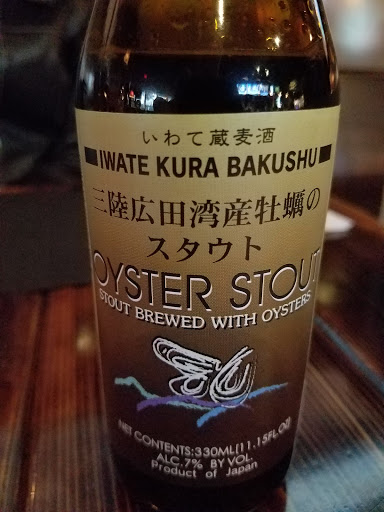 いわて蔵麦酒
IWATE KURA BAKUSHU
三陸広田湾産牡蠣の
スタウト
OYSTER STOUT
STOUT BREWED WITH OYSTERS
NET CONTENTS:330ML[11.15FL.OZ]
ALC.7% BY VOL.
Product of Japan